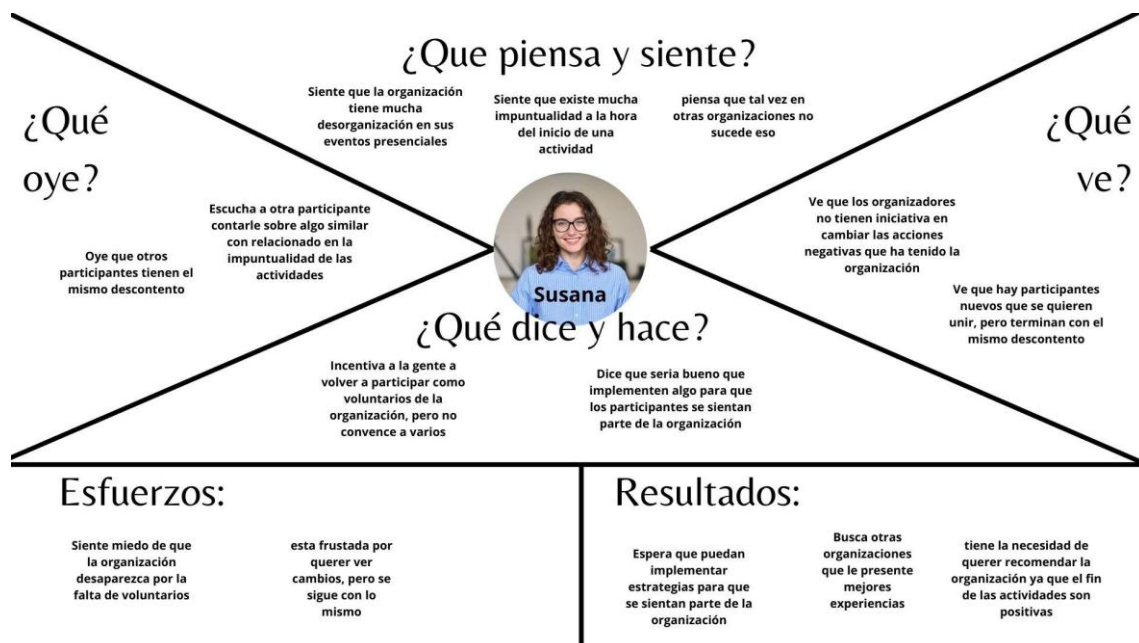 ¿Que piensa y siente?
Siente que la organización
tiene mucha
desorganización en sus
eventos presenciales
Siente que existe mucha
impuntualidad a la hora
del inicio de una
actividad
piensa que tal vez en
otras organizaciones no
sucede eso
¿Qué
oye?
Escucha a otra participante
contarle sobre algo similar
con relacionado en la
impuntualidad de las
actividades
Oye que otros
participantes tienen el
mismo descontento
¿Qué
ve?
Ve que los organizadores
no tienen iniciativa en
cambiar las acciones
negativas que ha tenido la
organización
Ve que hay participantes
nuevos que se quieren
unir, pero terminan con el
mismo descontento
Susana
¿Qué dice y hace?
Incentiva a la gente a
volver a participar como
voluntarios de la
organización, pero no
convence a varios
Dice que seria bueno que
implementen algo para que
los participantes se sientan
parte de la organización
Esfuerzos:
Siente miedo de que
la organización
desaparezca por la
falta de voluntarios
esta frustada por
querer ver
cambios, pero se
sigue con lo
mismo
Resultados:
Espera que puedan
implementar
estrategias para que
se sientan parte de la
organización
Busca otras
organizaciones
que le presente
mejores
experiencias
tiene la necesidad de
querer recomendar la
organización ya que el fin
de las actividades son
positivas